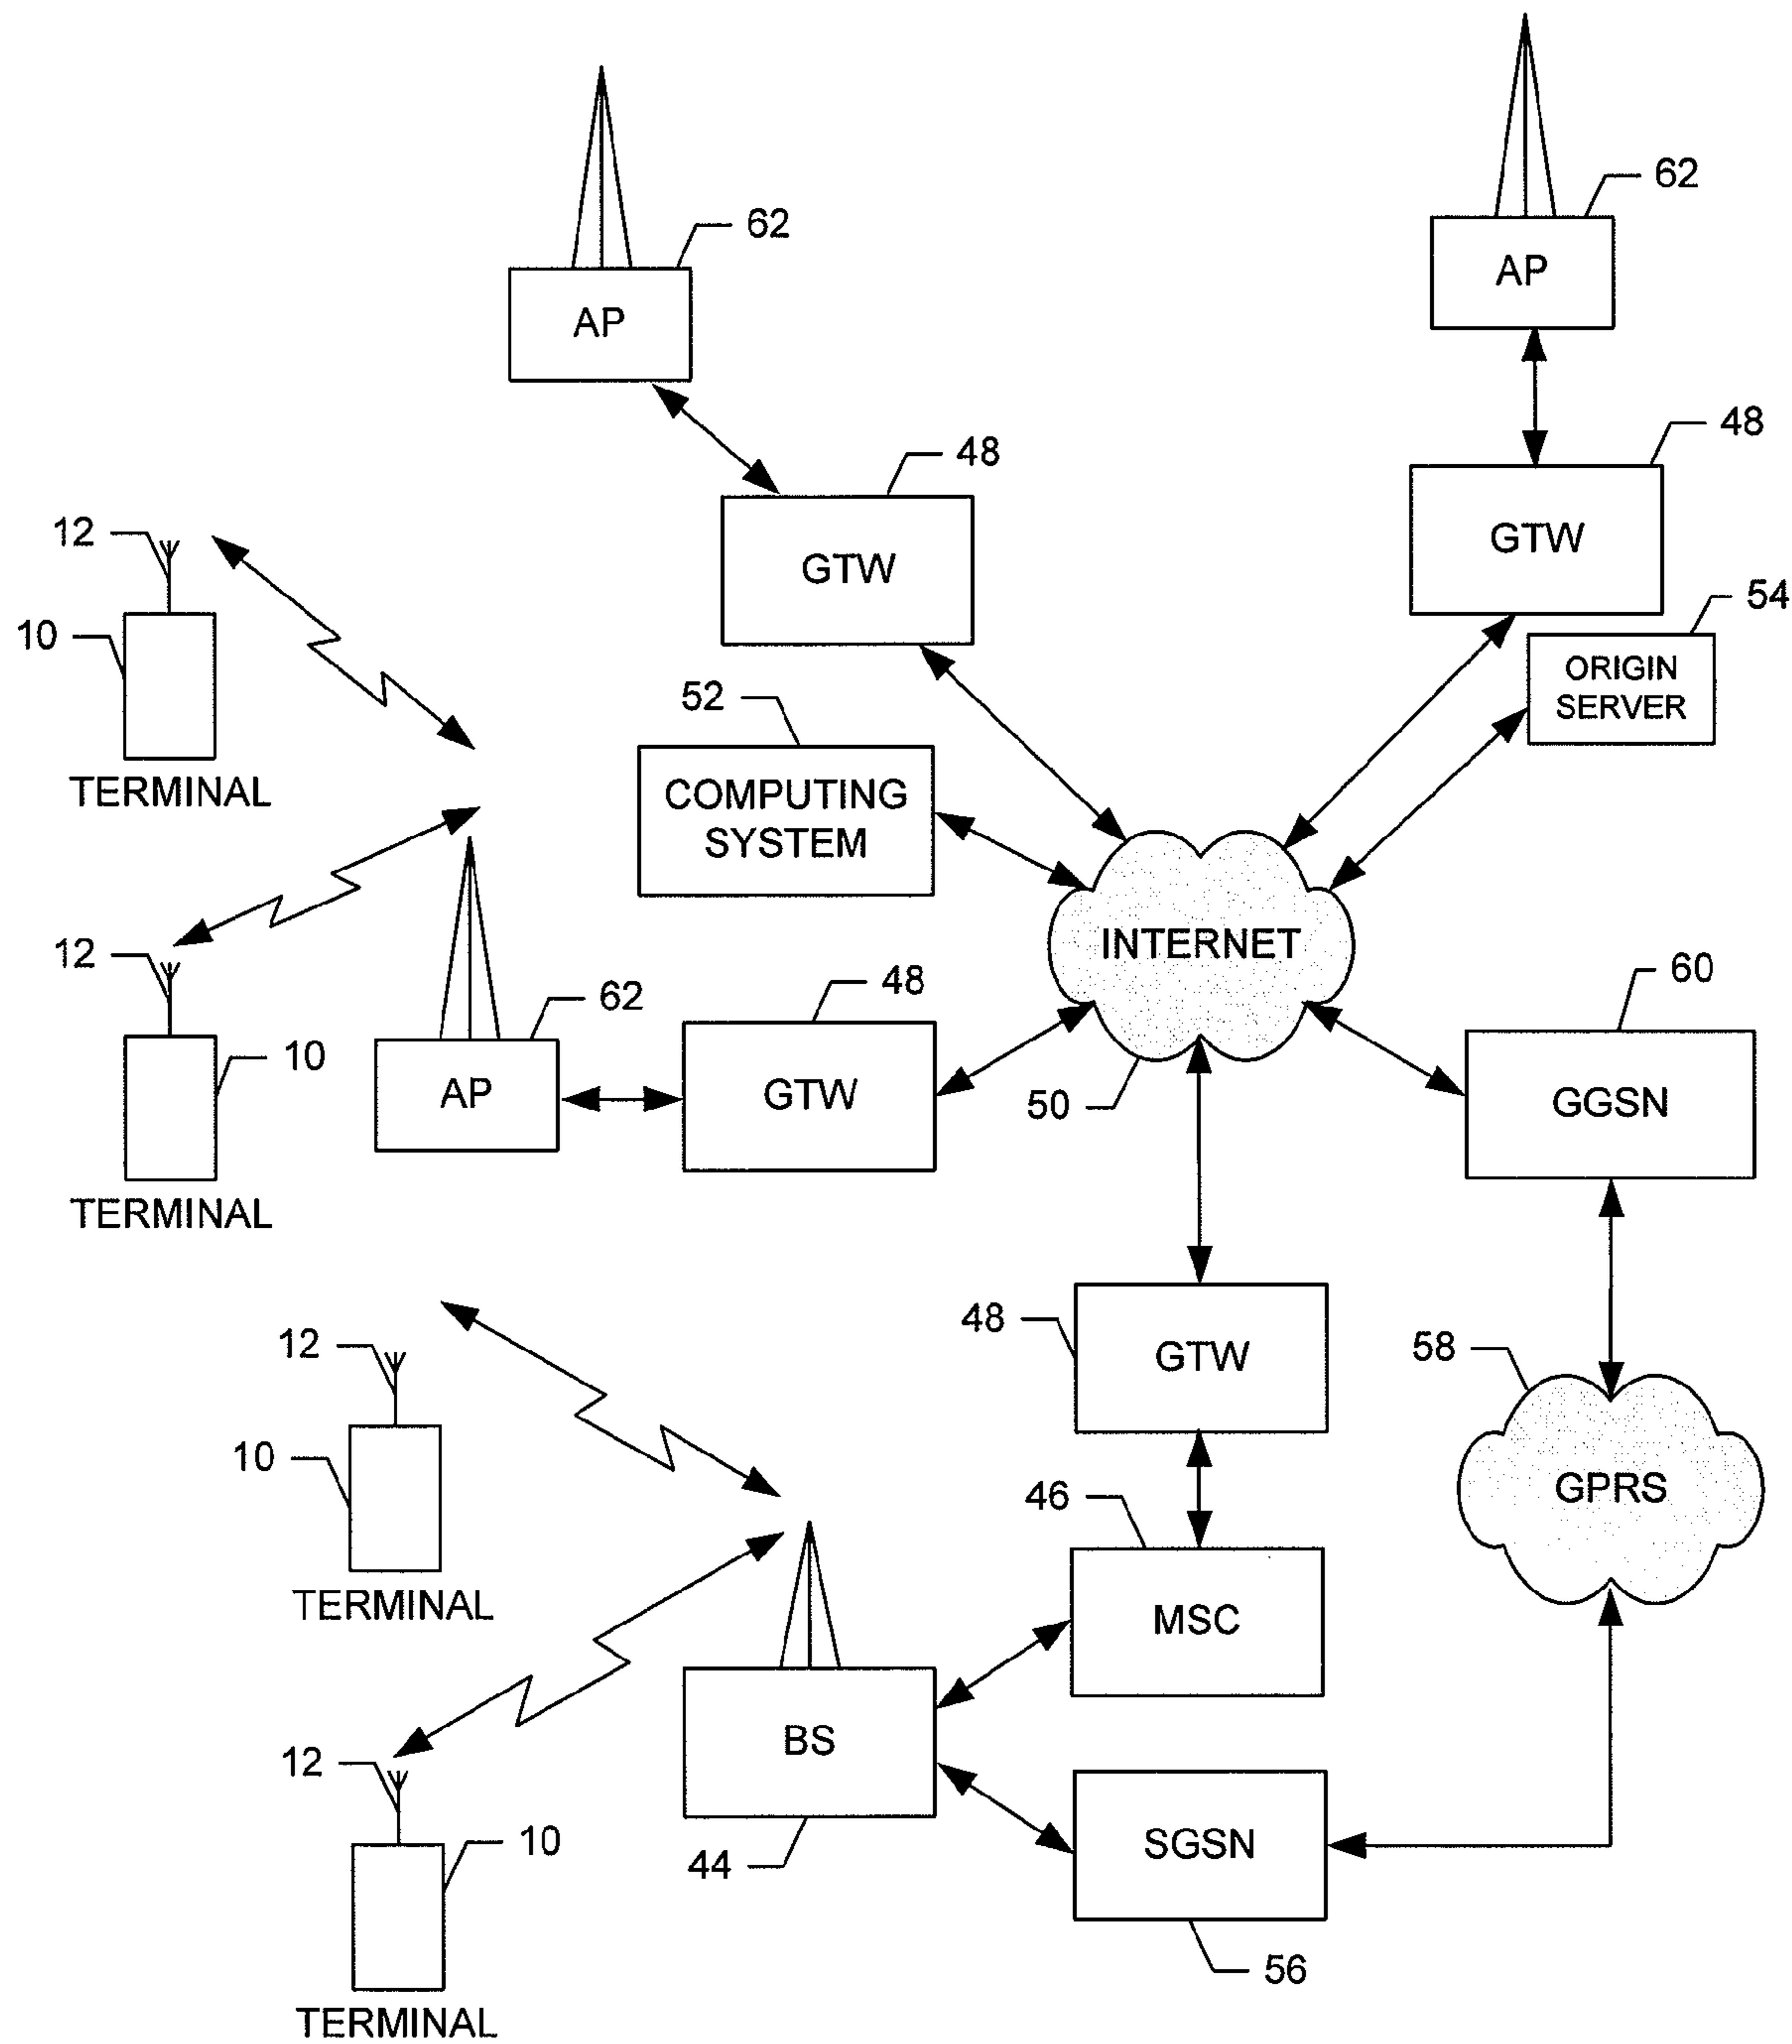 62
AP
62
AP
48
GTW
48
GTW
12
10
TERMINAL
54
ORIGIN
SERVER
52
COMPUTING
SYSTEM
INTERNET
50
12
10
TERMINAL
62
AP
48
GTW
60
GGSN
48
GTW
58
GPRS
12
10
TERMINAL
46
MSC
BS
44
12
10
TERMINAL
SGSN
56